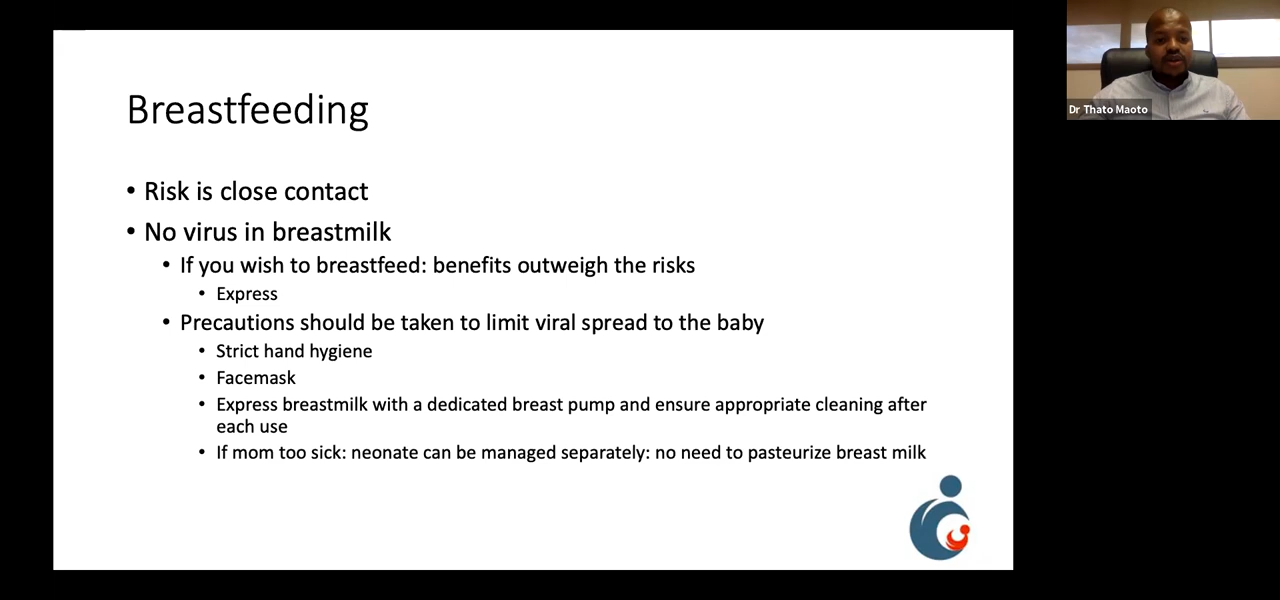 Breastfeeding
• Risk is close contact
• No virus in breastmilk
• If you wish to breastfeed: benefits outweigh the risks
• Express
• Precautions should be taken to limit viral spread to the baby
• Strict hand hygiene
• Facemask
• Express breastmilk with a dedicated breast pump and ensure appropriate cleaning after
each use
• If mom too sick: neonate can be managed separately: no need to pasteurize breast milk
Dr Thato Maoto